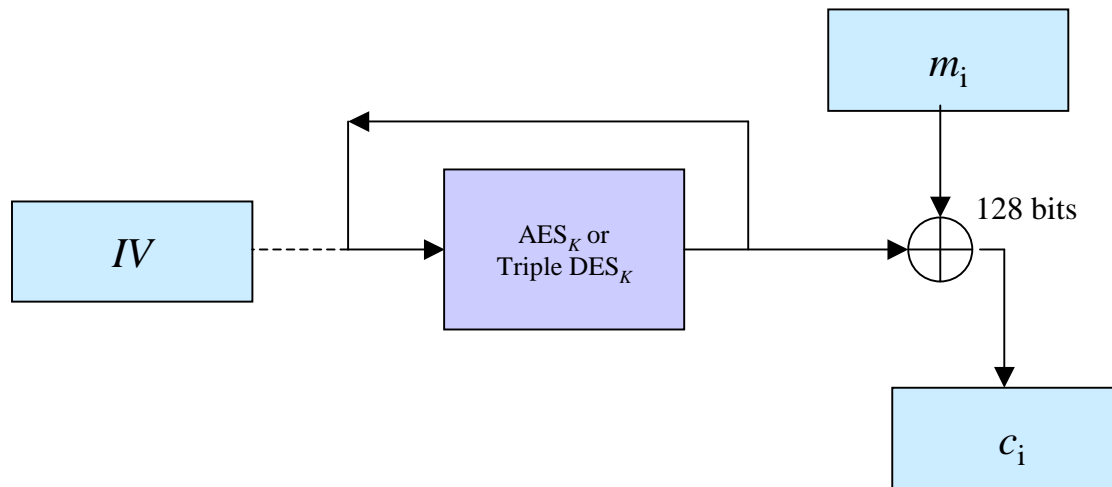 m_i
128 bits
IV
AES_K or
Triple DES_K
c_i